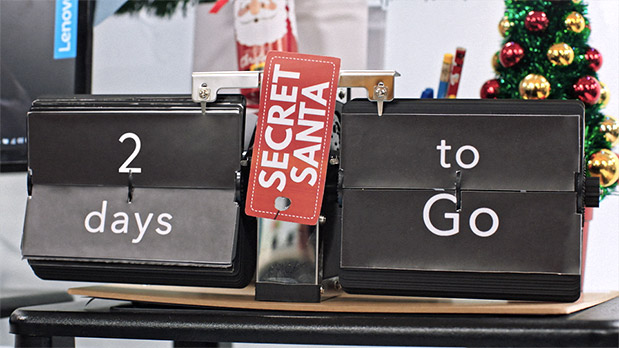 Lenovo
2
days
SECRET
SANTA
to
Go